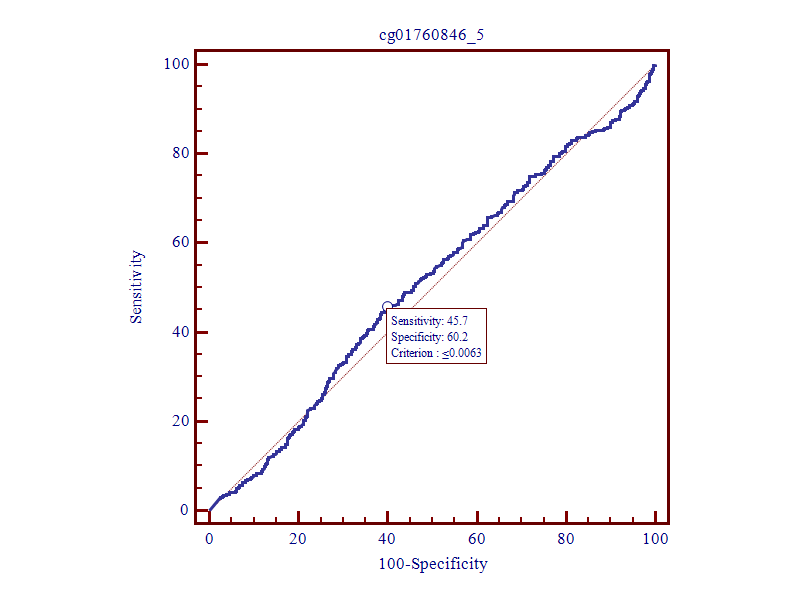 cg01760846_5
100
80
60
40
20
0
Sensitivity
Sensitivity: 45.7
Specificity: 60.2
Criterion : ≤0.0063
0 20 40 60 80 100
100-Specificity